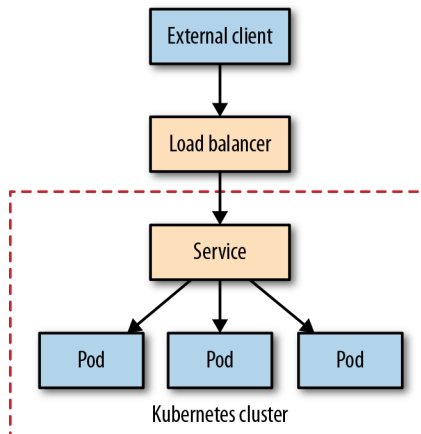 External client
Load balancer
Service
Pod
Pod
Pod
Kubernetes cluster